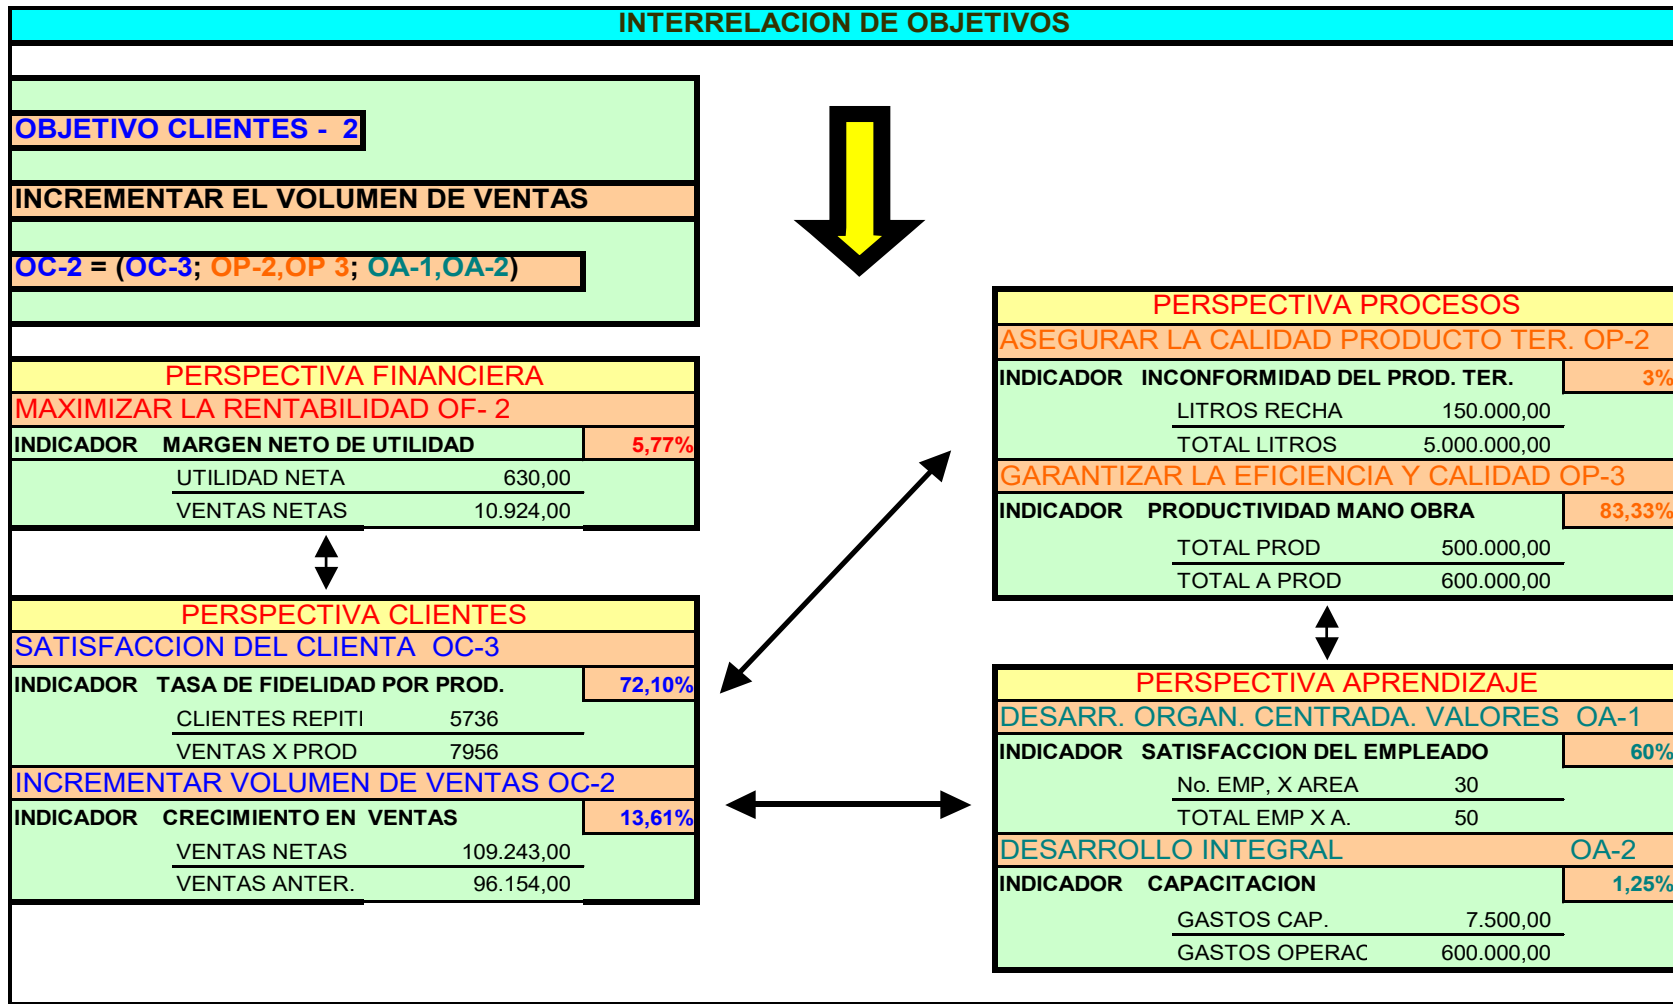 INTERRELACION DE OBJETIVOS
OBJETIVO CLIENTES - 2
INCREMENTAR EL VOLUMEN DE VENTAS
OC-2 = (OC-3; OP-2,OP 3; OA-1,OA-2)
PERSPECTIVA FINANCIERA
MAXIMIZAR LA RENTABILIDAD OF- 2
INDICADOR MARGEN NETO DE UTILIDAD 5,77%
UTILIDAD NETA 630,00
VENTAS NETAS 10.924,00
PERSPECTIVA CLIENTES
SATISFACCION DEL CLIENTA OC-3
INDICADOR TASA DE FIDELIDAD POR PROD. 72,10%
CLIENTES REPITI 5736
VENTAS X PROD 7956
INCREMENTAR VOLUMEN DE VENTAS OC-2
INDICADOR CRECIMIENTO EN VENTAS 13,61%
VENTAS NETAS 109.243,00
VENTAS ANTER. 96.154,00
PERSPECTIVA PROCESOS
ASEGURAR LA CALIDAD PRODUCTO TER. OP-2
INDICADOR INCONFORMIDAD DEL PROD. TER. 3%
LITROS RECHA 150.000,00
TOTAL LITROS 5.000.000,00
GARANTIZAR LA EFICIENCIA Y CALIDAD OP-3
INDICADOR PRODUCTIVIDAD MANO OBRA 83,33%
TOTAL PROD 500.000,00
TOTAL A PROD 600.000,00
PERSPECTIVA APRENDIZAJE
DESARR. ORGAN. CENTRADA. VALORES OA-1
INDICADOR SATISFACCION DEL EMPLEADO 60%
No. EMP, X AREA 30
TOTAL EMP X A. 50
DESARROLLO INTEGRAL OA-2
INDICADOR CAPACITACION 1,25%
GASTOS CAP. 7.500,00
GASTOS OPERAC 600.000,00